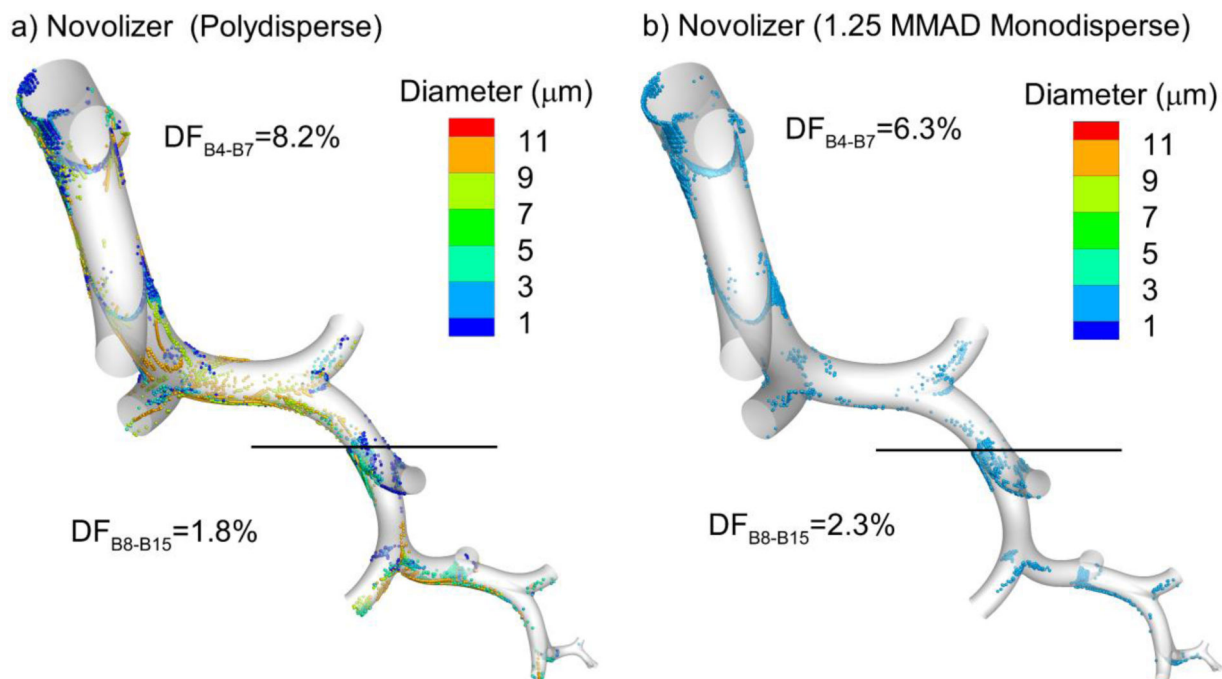 a) Novolizer (Polydisperse)
Diameter (μm)
11
9
7
5
3
1
DF B4-B7=8.2%
DF B8-B15=1.8%
b) Novolizer (1.25 MMAD Monodisperse)
Diameter (μm)
11
9
7
5
3
1
DF B4-B7=6.3%
DF B8-B15=2.3%